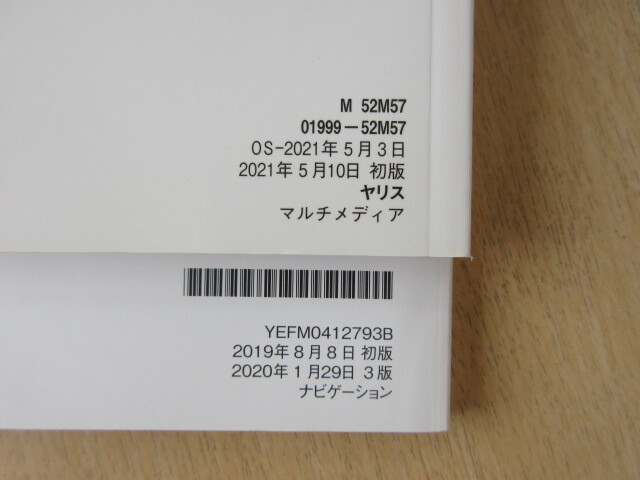 M 52M57
01999－52M57
OS-2021年5月3日
2021年5月10日 初版
ヤリス
マルチメディア
YEFM0412793B
2019年8月8日 初版
2020年1月29日 3版
ナビゲーション